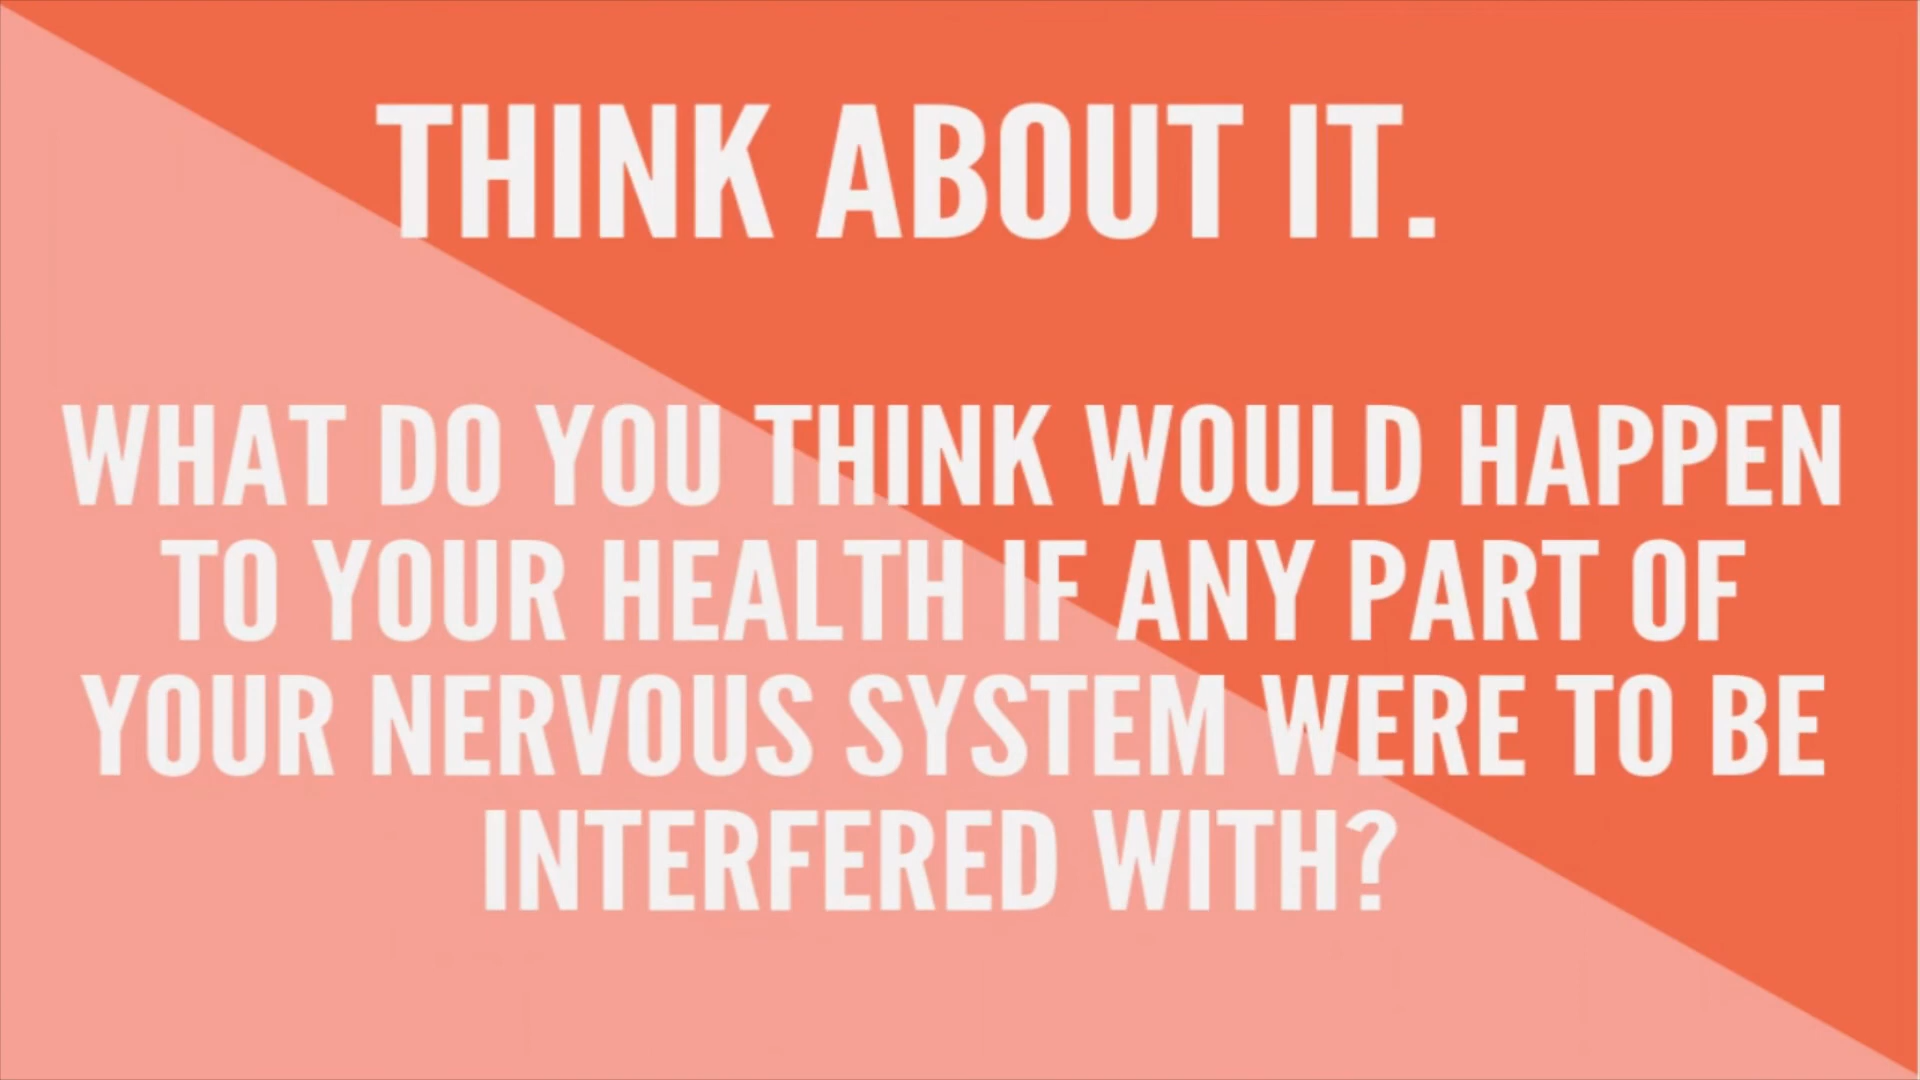 THINK ABOUT IT.
WHAT DO YOU THINK WOULD HAPPEN
TO YOUR HEALTH IF ANY PART OF
YOUR NERVOUS SYSTEM WERE TO BE
INTERFERED WITH?